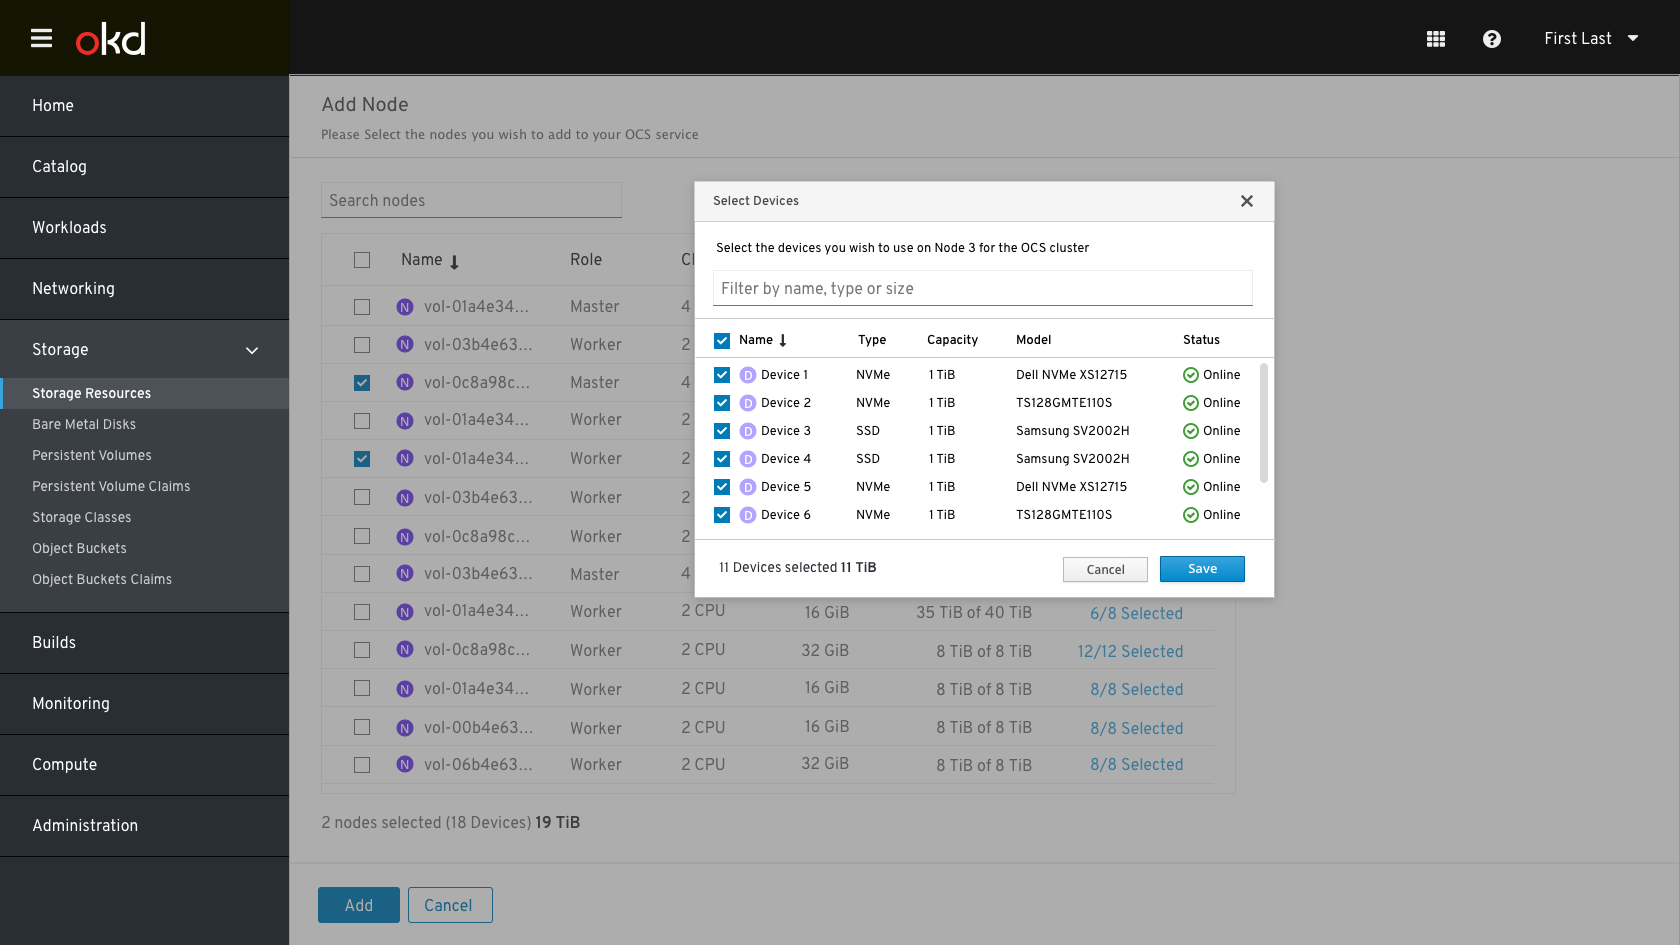 okd
First Last
Home
Catalog
Workloads
Networking
Storage
Storage Resources
Bare Metal Disks
Persistent Volumes
Persistent Volume Claims
Storage Classes
Object Buckets
Object Buckets Claims
Builds
Monitoring
Compute
Administration
Add Node
Please Select the nodes you wish to add to your OCS service
Search nodes
Name Role
N vol-01a4e34... Master 4
N vol-03b4e63... Worker 2
N vol-0c8a98c... Master 4
N vol-01a4e34... Worker 2
N vol-01a4e34... Worker 2
N vol-03b4e63... Worker 2
N vol-0c8a98c... Worker 2
N vol-03b4e63... Master 4
N vol-01a4e34... Worker 2 CPU 16 GiB 35 TiB of 40 TiB 6/8 Selected
N vol-0c8a98c... Worker 2 CPU 32 GiB 8 TiB of 8 TiB 12/12 Selected
N vol-01a4e34... Worker 2 CPU 16 GiB 8 TiB of 8 TiB 8/8 Selected
N vol-00b4e63... Worker 2 CPU 16 GiB 8 TiB of 8 TiB 8/8 Selected
N vol-06b4e63... Worker 2 CPU 32 GiB 8 TiB of 8 TiB 8/8 Selected
2 nodes selected (18 Devices) 19 TiB
Add Cancel
Select Devices
Select the devices you wish to use on Node 3 for the OCS cluster
Filter by name, type or size
Name Type Capacity Model Status
D Device 1 NVMe 1 TiB Dell NVMe XS12715 Online
D Device 2 NVMe 1 TiB TS128GMTE110S Online
D Device 3 SSD 1 TiB Samsung SV2002H Online
D Device 4 SSD 1 TiB Samsung SV2002H Online
D Device 5 NVMe 1 TiB Dell NVMe XS12715 Online
D Device 6 NVMe 1 TiB TS128GMTE110S Online
11 Devices selected 11 TiB
Cancel Save